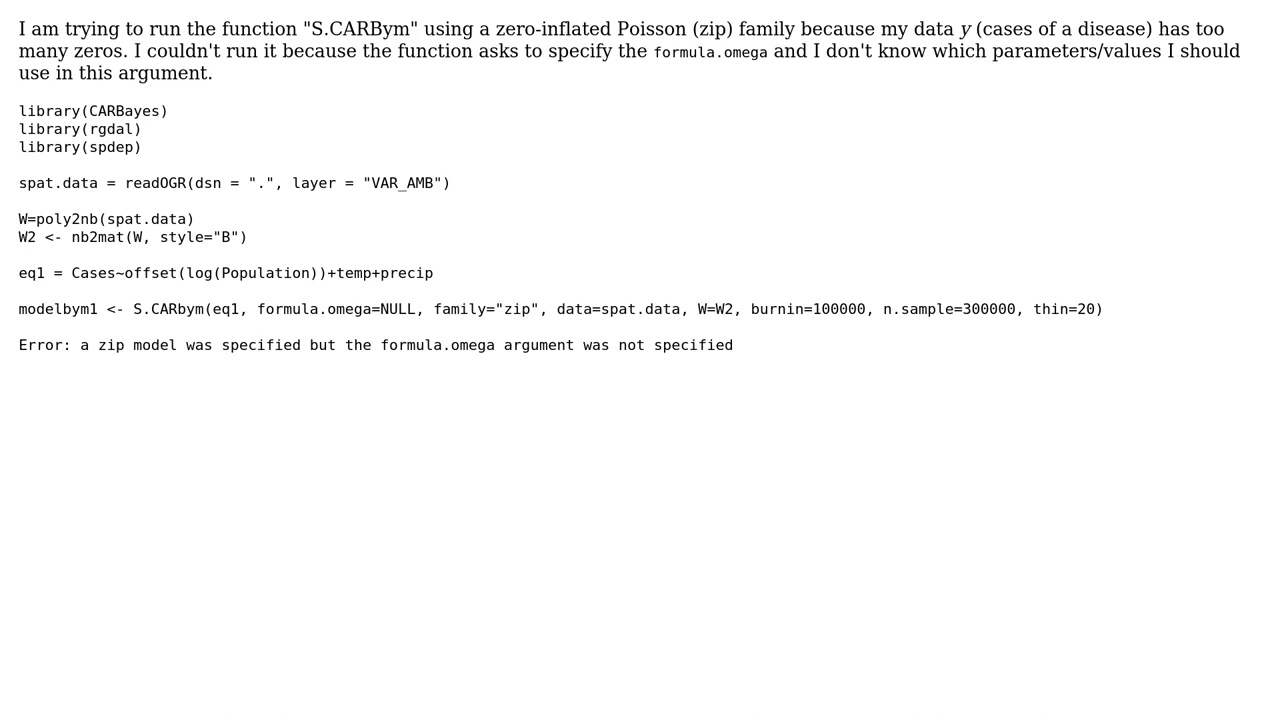 I am trying to run the function "S.CARBym" using a zero-inflated Poisson (zip) family because my data y (cases of a disease) has too
many zeros. I couldn't run it because the function asks to specify the formula.omega and I don't know which parameters/values I should
use in this argument.
library(CARBayes)
library(rgdal)
library(spdep)
spat.data = readOGR(dsn = ".", layer = "VAR_AMB")
W=poly2nb(spat.data)
W2 <- nb2mat(W, style="B")
eq1 = Cases~offset(log(Population))+temp+precip
modelbym1 <- S.CARbym(eq1, formula.omega=NULL, family="zip", data=spat.data, W=W2, burnin=100000, n.sample=300000, thin=20)
Error: a zip model was specified but the formula.omega argument was not specified